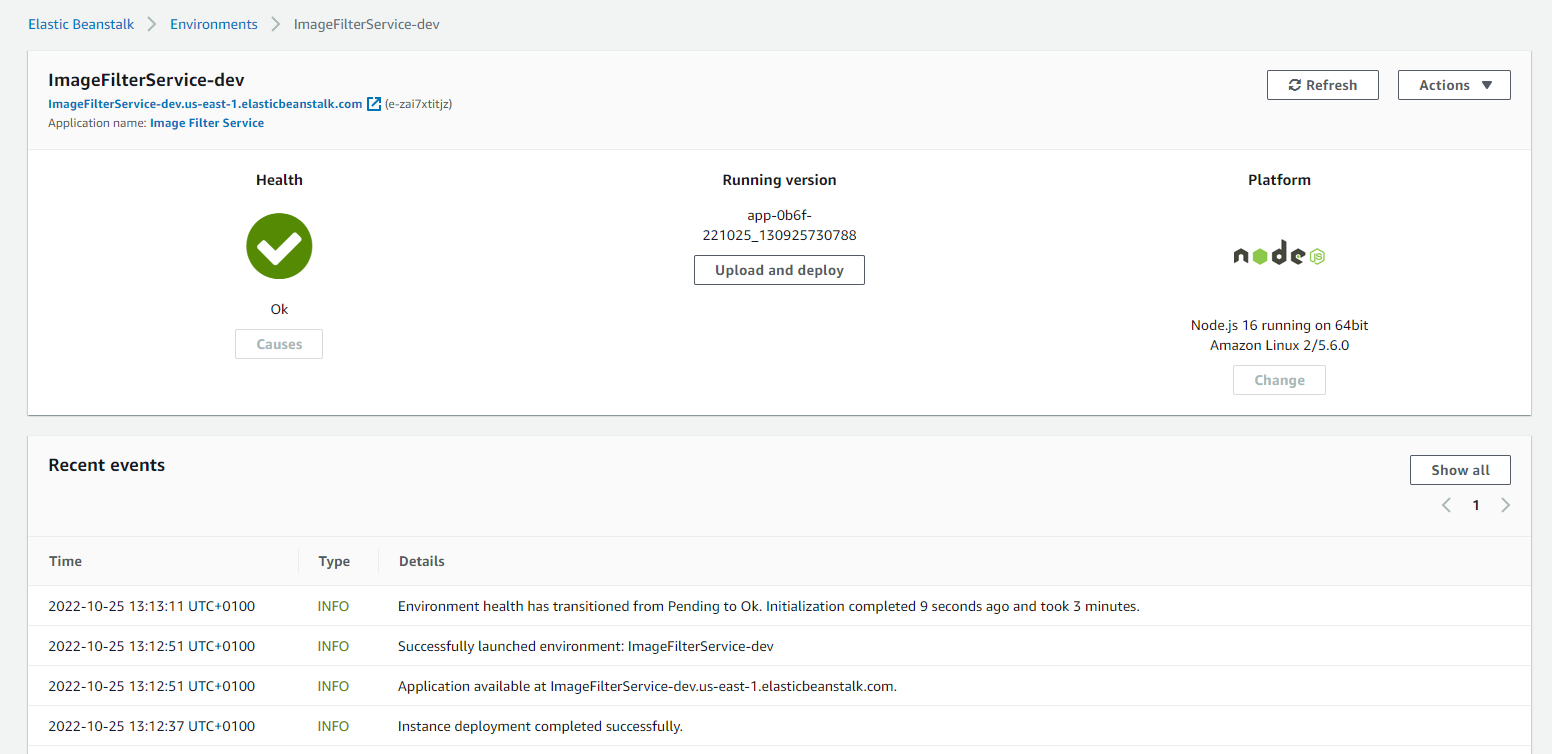 Elastic Beanstalk > Environments > ImageFilterService-dev
ImageFilterService-dev
ImageFilterService-dev.us-east-1.elasticbeanstalk.com (e-zai7xtitjz)
Application name: Image Filter Service
Refresh
Actions
Health
Ok
Causes
Running version
app-0b6f-
221025_130925730788
Upload and deploy
Platform
node JS
Node.js 16 running on 64bit
Amazon Linux 2/5.6.0
Change
Recent events
Show all
1
Time Type Details
2022-10-25 13:13:11 UTC+0100 INFO Environment health has transitioned from Pending to Ok. Initialization completed 9 seconds ago and took 3 minutes.
2022-10-25 13:12:51 UTC+0100 INFO Successfully launched environment: ImageFilterService-dev
2022-10-25 13:12:51 UTC+0100 INFO Application available at ImageFilterService-dev.us-east-1.elasticbeanstalk.com.
2022-10-25 13:12:37 UTC+0100 INFO Instance deployment completed successfully.